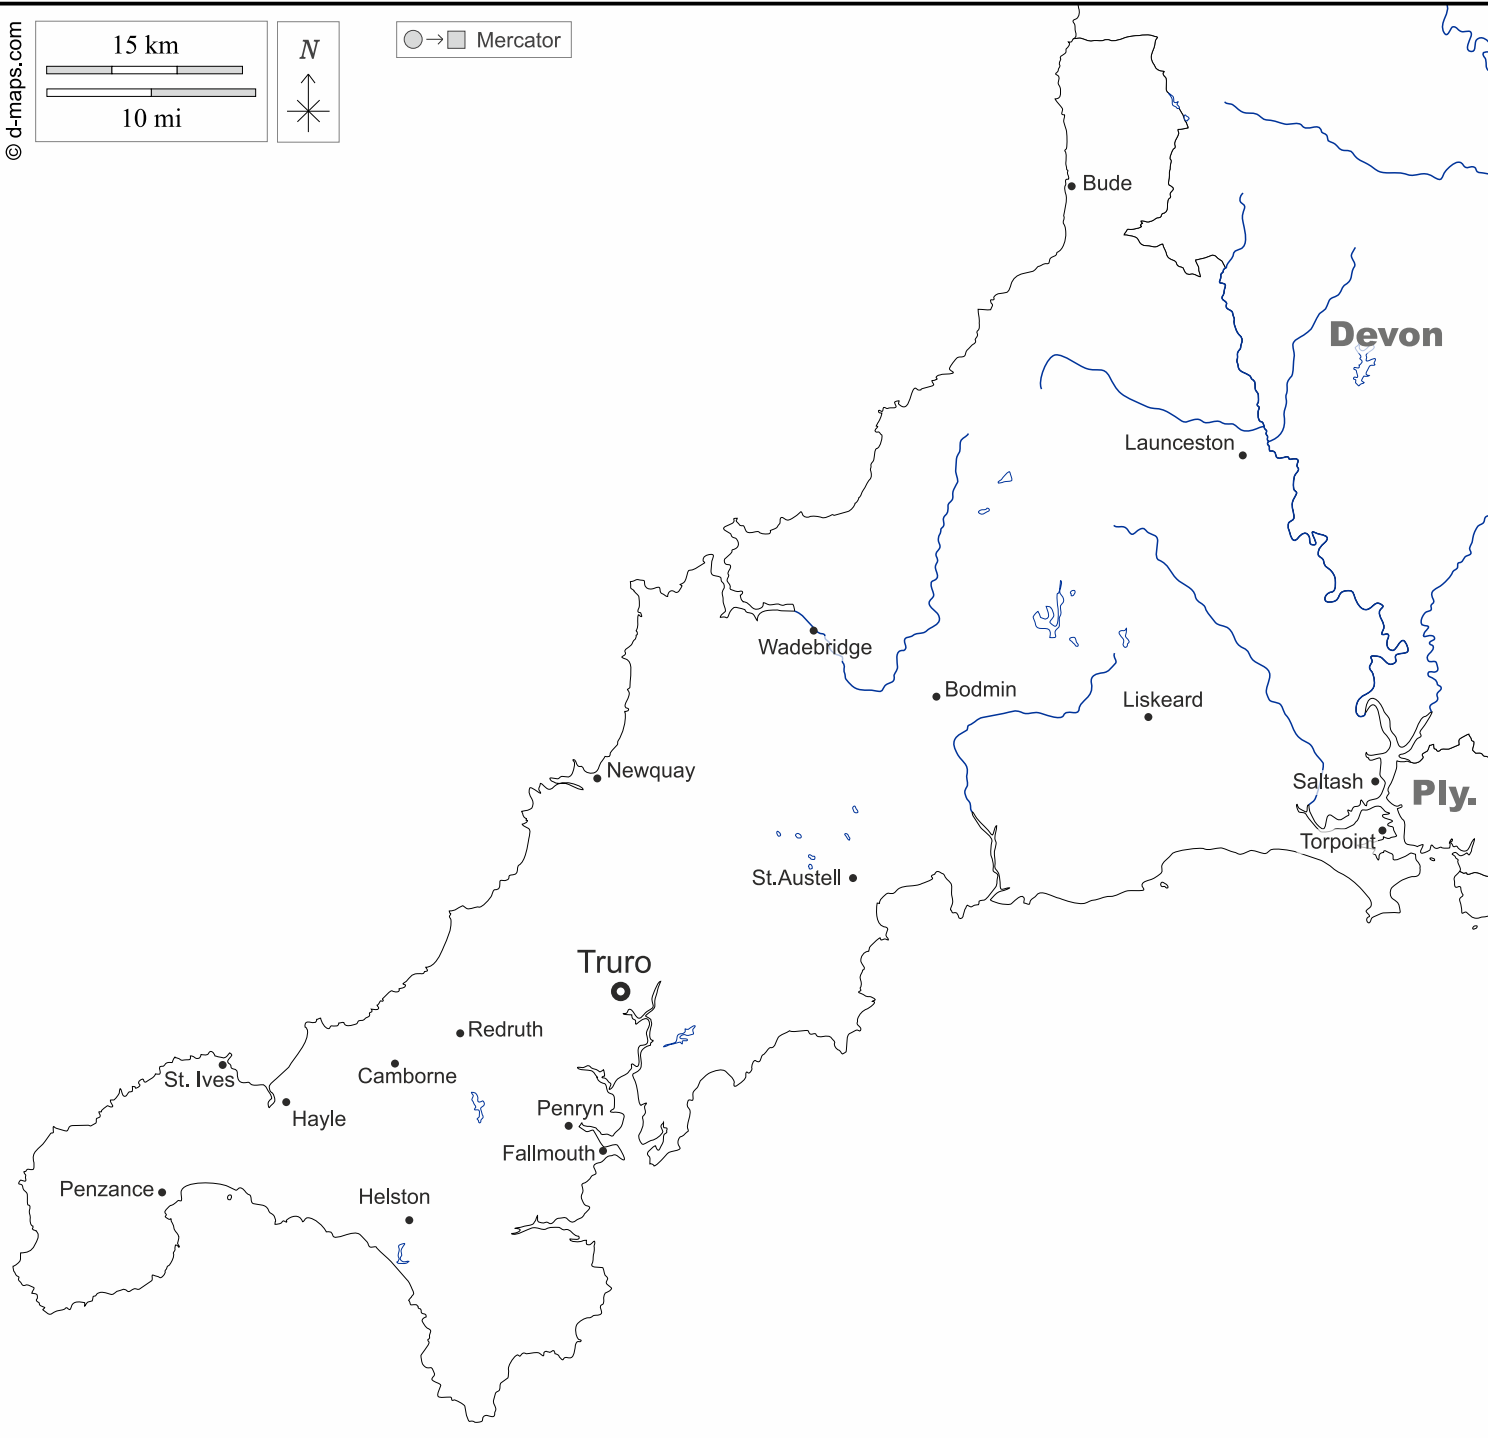 © d-maps.com
15 km
10 mi
N
Mercator
Bude
Devon
Launceston
Wadebridge
Bodmin
Liskeard
Newquay
Saltash
Ply.
Torpoint
St.Austell
Truro
Redruth
Camborne
St. Ives
Hayle
Penryn
Fallmouth
Penzance
Helston